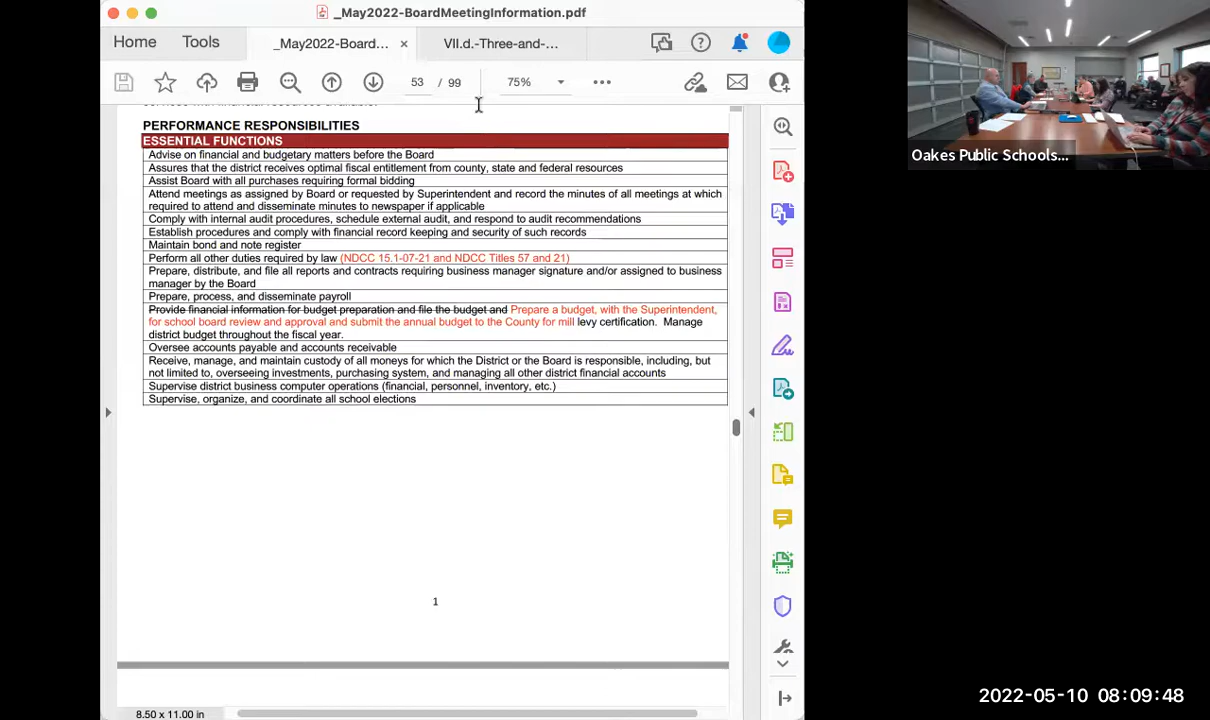 _May2022-BoardMeetingInformation.pdf
Home
Tools
_May2022-Board...
VII.d.-Three-and-...
53 / 99
75%
PERFORMANCE RESPONSIBILITIES
ESSENTIAL FUNCTIONS
Advise on financial and budgetary matters before the Board
Assures that the district receives optimal fiscal entitlement from county, state and federal resources
Assist Board with all purchases requiring formal bidding
Attend meetings as assigned by Board or requested by Superintendent and record the minutes of all meetings at which
required to attend and disseminate minutes to newspaper if applicable
Comply with internal audit procedures, schedule external audit, and respond to audit recommendations
Establish procedures and comply with financial record keeping and security of such records
Maintain bond and note register
Perform all other duties required by law (NDCC 15.1-07-21 and NDCC Titles 57 and 21)
Prepare, distribute, and file all reports and contracts requiring business manager signature and/or assigned to business
manager by the Board
Prepare, process, and disseminate payroll
Provide financial information for budget preparation and file the budget and Prepare a budget, with the Superintendent,
for school board review and approval and submit the annual budget to the County for mill levy certification. Manage
district budget throughout the fiscal year.
Oversee accounts payable and accounts receivable
Receive, manage, and maintain custody of all moneys for which the District or the Board is responsible, including, but
not limited to, overseeing investments, purchasing system, and managing all other district financial accounts
Supervise district business computer operations (financial, personnel, inventory, etc.)
Supervise, organize, and coordinate all school elections
1
8.50 x 11.00 in
Oakes Public Schools...
2022-05-10 08:09:48